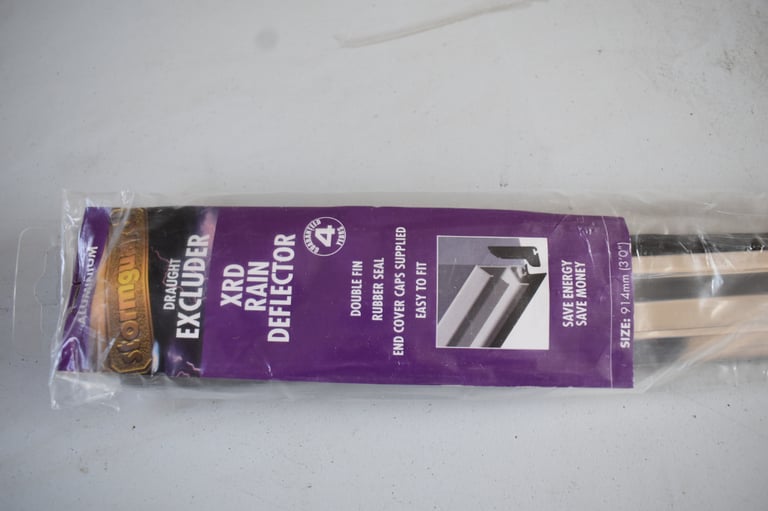 ALUMINIUM
Stormguard
DRAUGHT
EXCLUDER
XRD
RAIN
DEFLECTOR
GUARANTEED
4
YEARS
DOUBLE FIN
RUBBER SEAL
END COVER CAPS SUPPLIED
EASY TO FIT
SAVE ENERGY
SAVE MONEY
SIZE: 914mm (3'0")